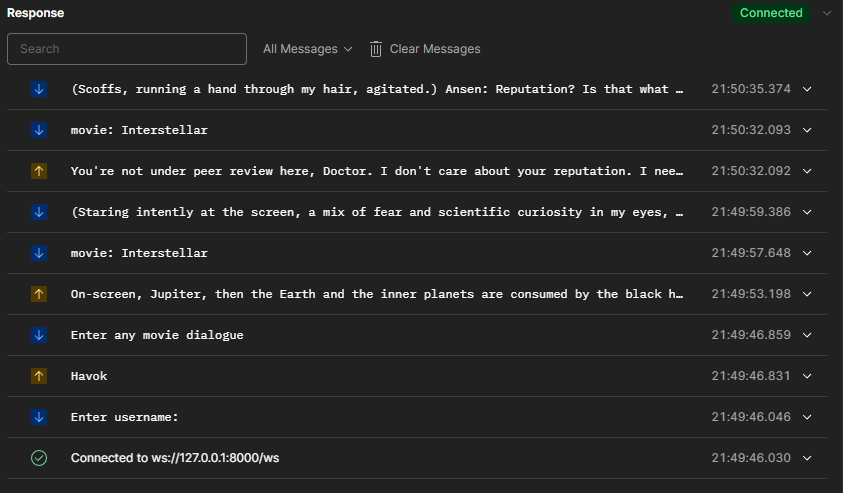 Response
Connected
Search
All Messages
Clear Messages
(Scoffs, running a hand through my hair, agitated.) Ansen: Reputation? Is that what … 21:50:35.374
movie: Interstellar 21:50:32.093
You're not under peer review here, Doctor. I don't care about your reputation. I nee… 21:50:32.092
(Staring intently at the screen, a mix of fear and scientific curiosity in my eyes, … 21:49:59.386
movie: Interstellar 21:49:57.648
On-screen, Jupiter, then the Earth and the inner planets are consumed by the black h… 21:49:53.198
Enter any movie dialogue 21:49:46.859
Havok 21:49:46.831
Enter username: 21:49:46.046
Connected to ws://127.0.0.1:8000/ws 21:49:46.030